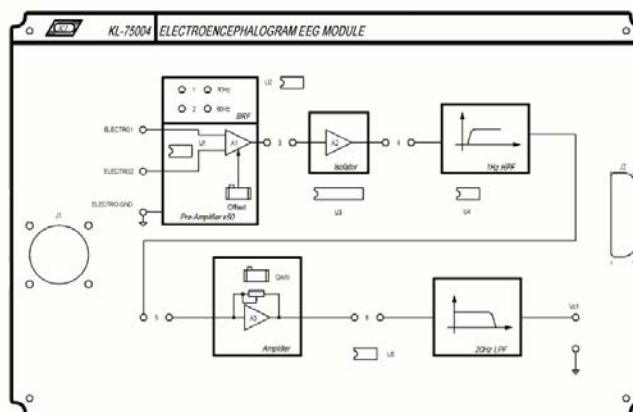 KL-75004 ELECTROENCEPHALOGRAM EEG MODULE
U2
1 50Hz
2 60Hz
BRF
ELECTRO1
U1
A1
3
A2
4
ELECTRO2
Isolator
1Hz HPF
J2
ELECTRO GND
Offset
Pre-Amplifier x50
U3
U4
J1
GAIN
Vo1
5
A3
6
Amplifier
U5
20Hz LPF